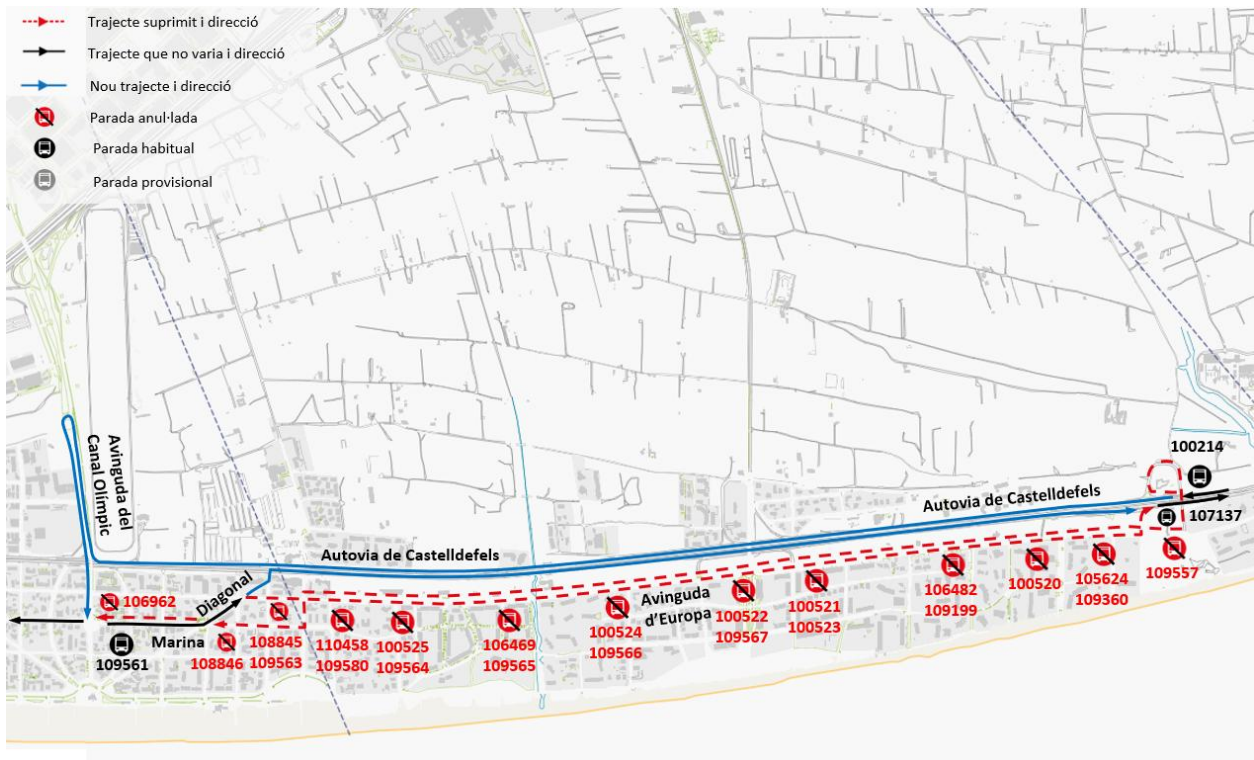 Trajecte suprimit i direcció
Trajecte que no varia i direcció
Nou trajecte i direcció
Parada anul·lada
Parada habitual
Parada provisional
Avinguda del
Canal Olímpic
100214
107137
Autovia de Castelldefels
Autovia de Castelldefels
Diagonal
Marina
Avinguda
d'Europa
106962
109561
108846
108845
109563
110458
109580
100525
109564
106469
109565
100524
109566
100522
109567
100521
100523
106482
109199
100520
105624
109360
109557